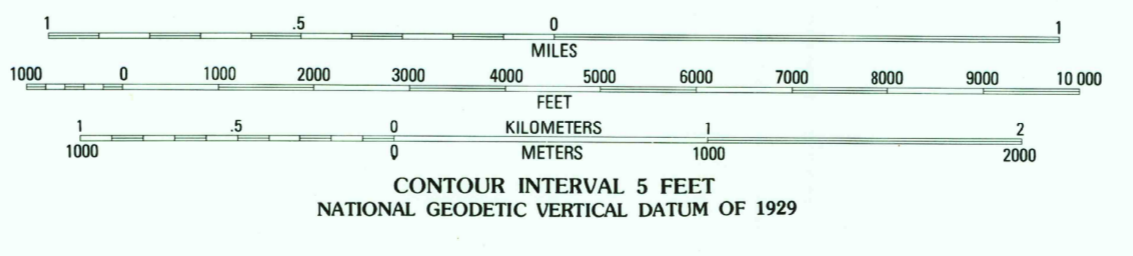 1 .5 0 1
MILES
1000 0 1000 2000 3000 4000 5000 6000 7000 8000 9000 10 000
FEET
1 .5 0 KILOMETERS 1 2
1000 0 METERS 1000 2000
CONTOUR INTERVAL 5 FEET
NATIONAL GEODETIC VERTICAL DATUM OF 1929